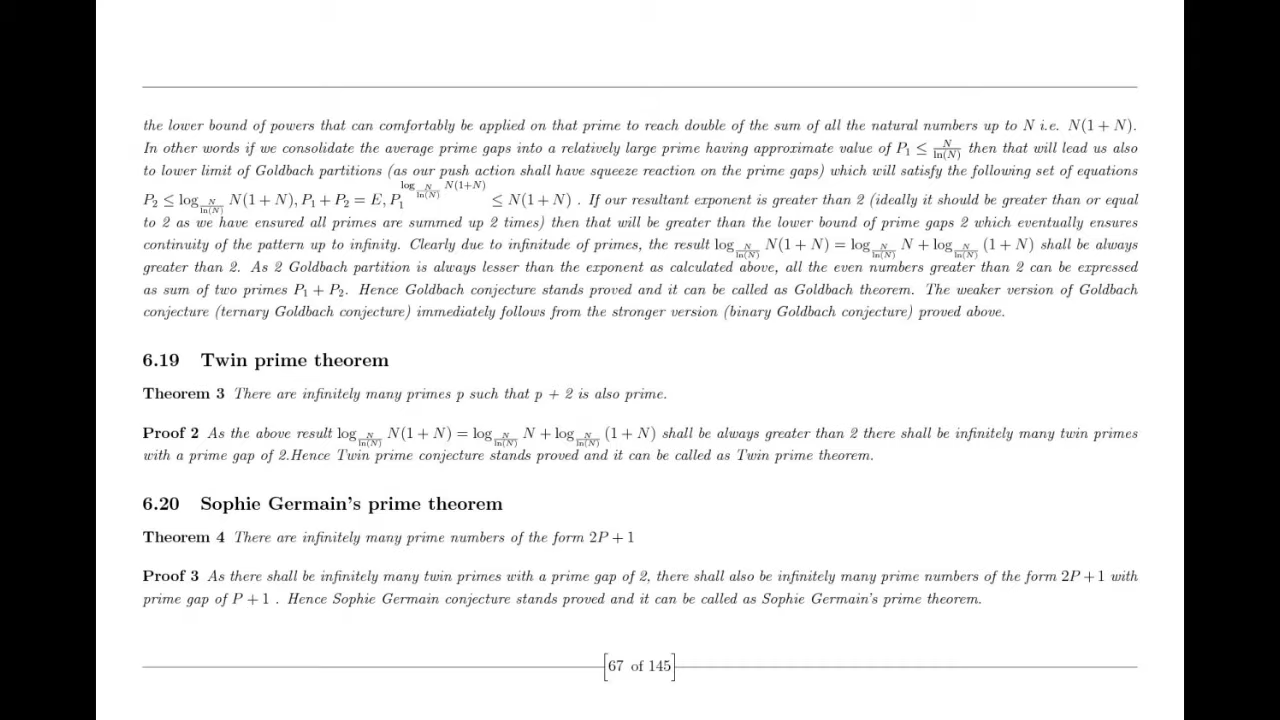 the lower bound of powers that can comfortably be applied on that prime to reach double of the sum of all the natural numbers up to N i.e. N(1 + N).
In other words if we consolidate the average prime gaps into a relatively large prime having approximate value of P₁ ≤ N/ln(N) then that will lead us also
to lower limit of Goldbach partitions (as our push action shall have squeeze reaction on the prime gaps) which will satisfy the following set of equations
P₂ ≤ log_{N/ln(N)} N(1 + N), P₁ + P₂ = E, P₁^{log_{N/ln(N)} N(1+N)} ≤ N(1 + N) . If our resultant exponent is greater than 2 (ideally it should be greater than or equal
to 2 as we have ensured all primes are summed up 2 times) then that will be greater than the lower bound of prime gaps 2 which eventually ensures
continuity of the pattern up to infinity. Clearly due to infinitude of primes, the result log_{N/ln(N)} N(1 + N) = log_{N/ln(N)} N + log_{N/ln(N)} (1 + N) shall be always
greater than 2. As 2 Goldbach partition is always lesser than the exponent as calculated above, all the even numbers greater than 2 can be expressed
as sum of two primes P₁ + P₂. Hence Goldbach conjecture stands proved and it can be called as Goldbach theorem. The weaker version of Goldbach
conjecture (ternary Goldbach conjecture) immediately follows from the stronger version (binary Goldbach conjecture) proved above.
6.19 Twin prime theorem
Theorem 3 There are infinitely many primes p such that p + 2 is also prime.
Proof 2 As the above result log_{N/ln(N)} N(1 + N) = log_{N/ln(N)} N + log_{N/ln(N)} (1 + N) shall be always greater than 2 there shall be infinitely many twin primes
with a prime gap of 2.Hence Twin prime conjecture stands proved and it can be called as Twin prime theorem.
6.20 Sophie Germain's prime theorem
Theorem 4 There are infinitely many prime numbers of the form 2P + 1
Proof 3 As there shall be infinitely many twin primes with a prime gap of 2, there shall also be infinitely many prime numbers of the form 2P + 1 with
prime gap of P + 1 . Hence Sophie Germain conjecture stands proved and it can be called as Sophie Germain's prime theorem.
[67 of 145]